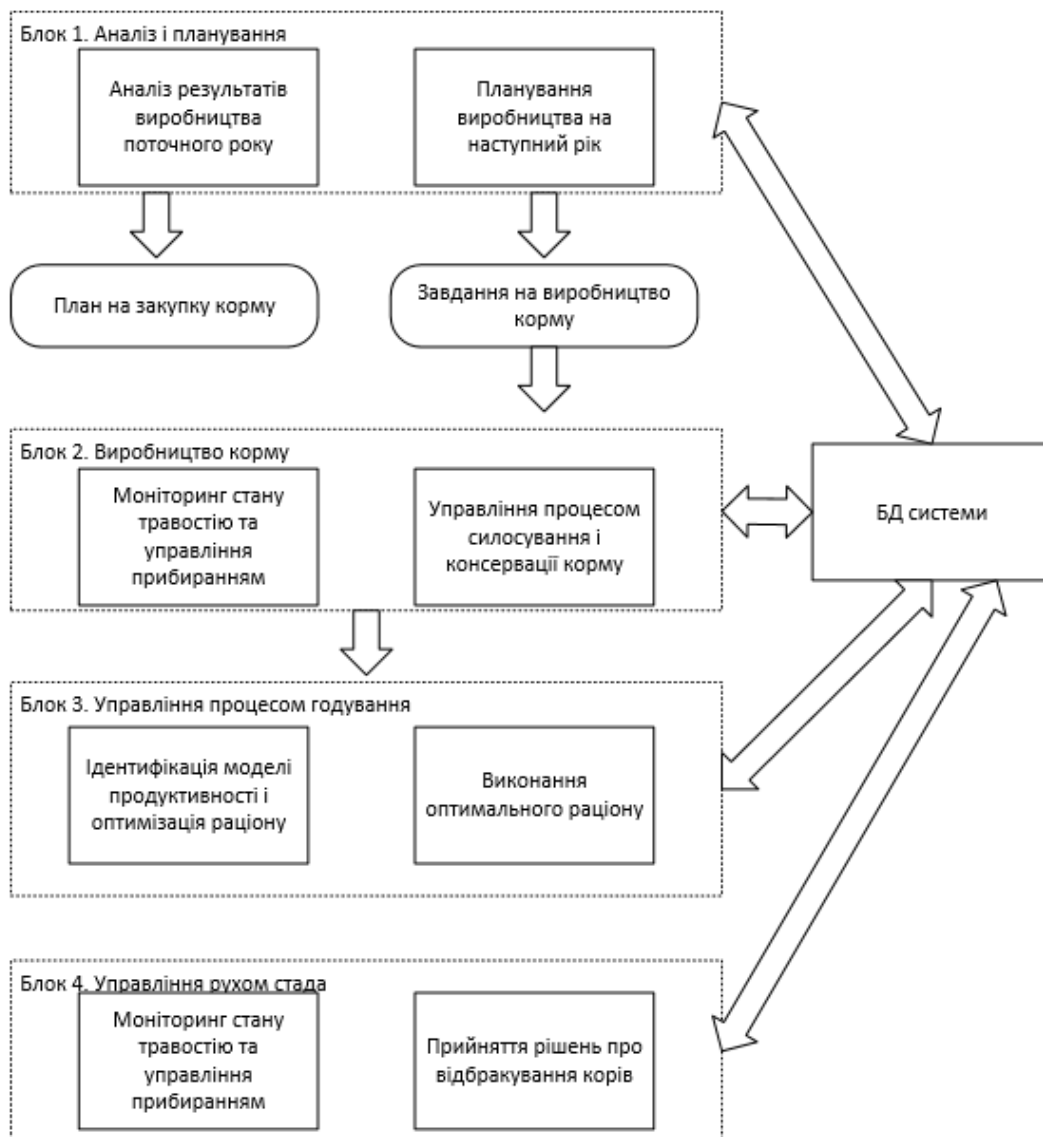 Блок 1. Аналіз і планування
Аналіз результатів
виробництва
поточного року
Планування
виробництва на
наступний рік
План на закупку корму
Завдання на виробництво
корму
Блок 2. Виробництво корму
Моніторинг стану
травостію та
управління
прибиранням
Управління процесом
силосування і
консервації корму
БД системи
Блок 3. Управління процесом годування
Ідентифікація моделі
продуктивності і
оптимізація раціону
Виконання
оптимального раціону
Блок 4. Управління рухом стада
Моніторинг стану
травостію та
управління
прибиранням
Прийняття рішень про
відбракування корів